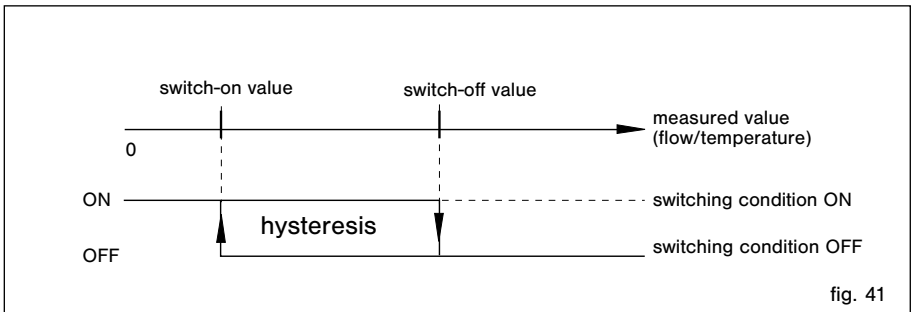 switch-on value
switch-off value
measured value
(flow/temperature)
0
ON
switching condition ON
hysteresis
OFF
switching condition OFF
fig. 41